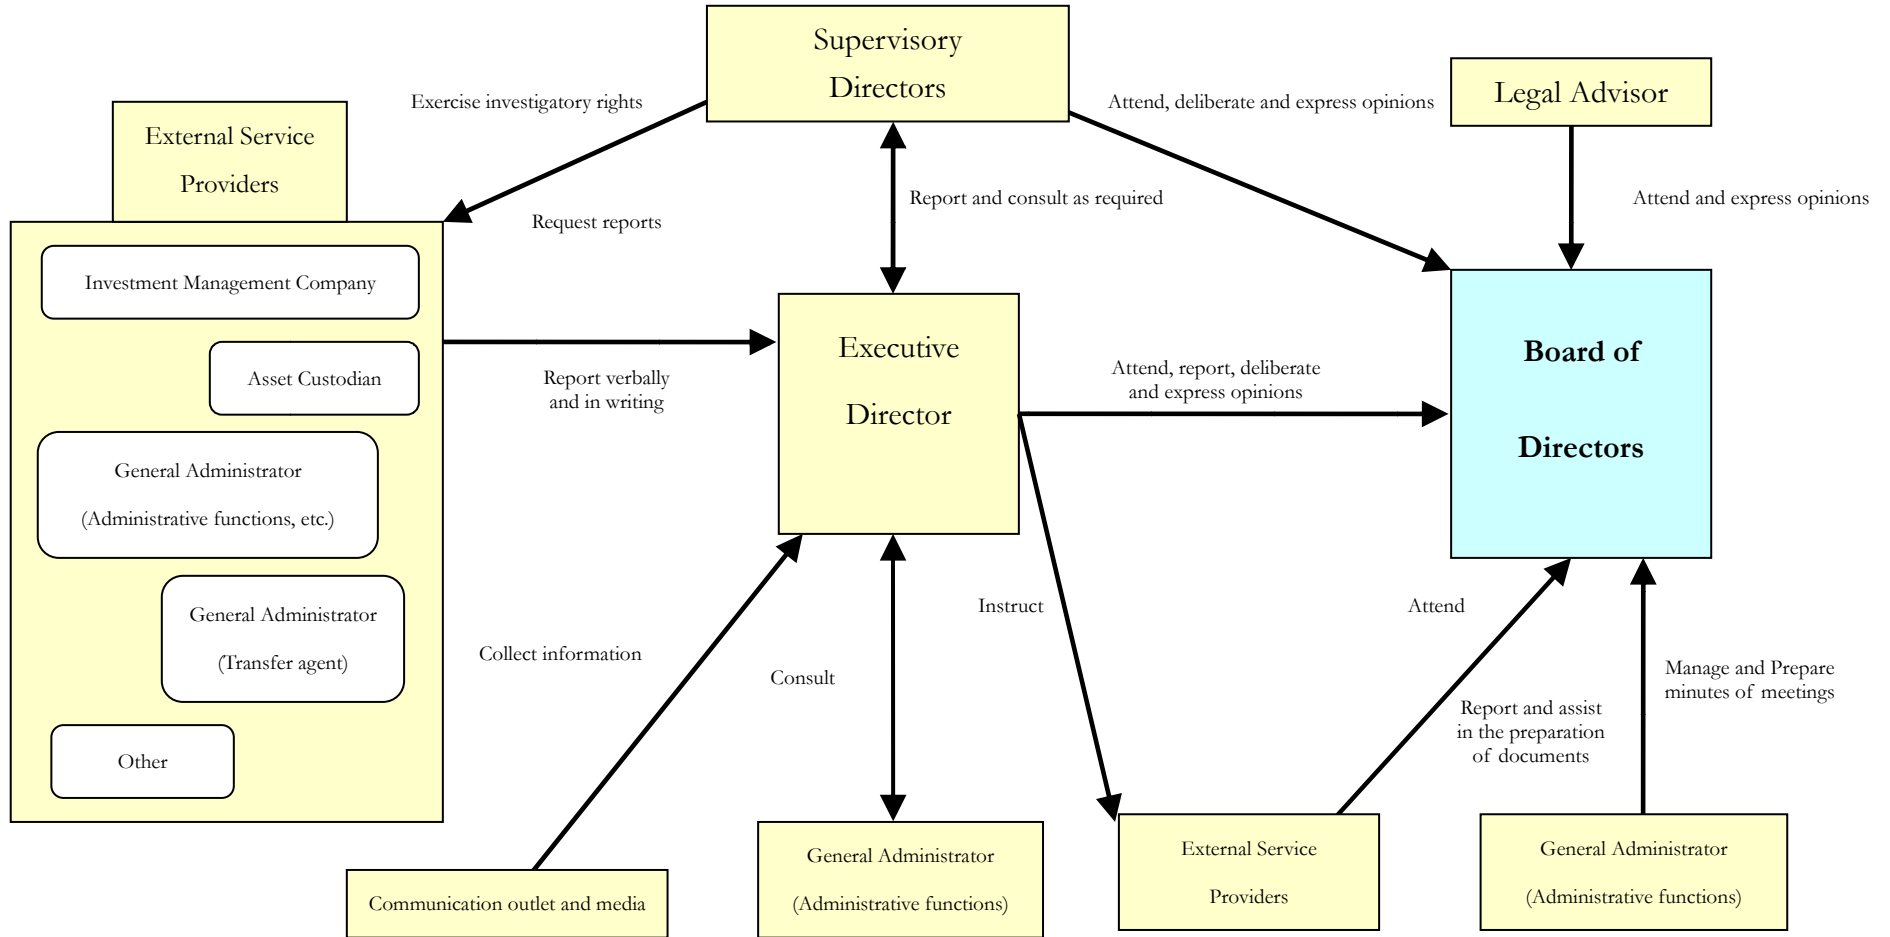 Supervisory
Directors
Legal Advisor
Exercise investigatory rights
Attend, deliberate and express opinions
External Service
Providers
Request reports
Report and consult as required
Attend and express opinions
Investment Management Company
Asset Custodian
General Administrator
(Administrative functions, etc.)
General Administrator
(Transfer agent)
Other
Report verbally
and in writing
Executive
Director
Attend, report, deliberate
and express opinions
Board of
Directors
Collect information
Consult
Instruct
Attend
Report and assist
in the preparation
of documents
Manage and Prepare
minutes of meetings
Communication outlet and media
General Administrator
(Administrative functions)
External Service
Providers
General Administrator
(Administrative functions)